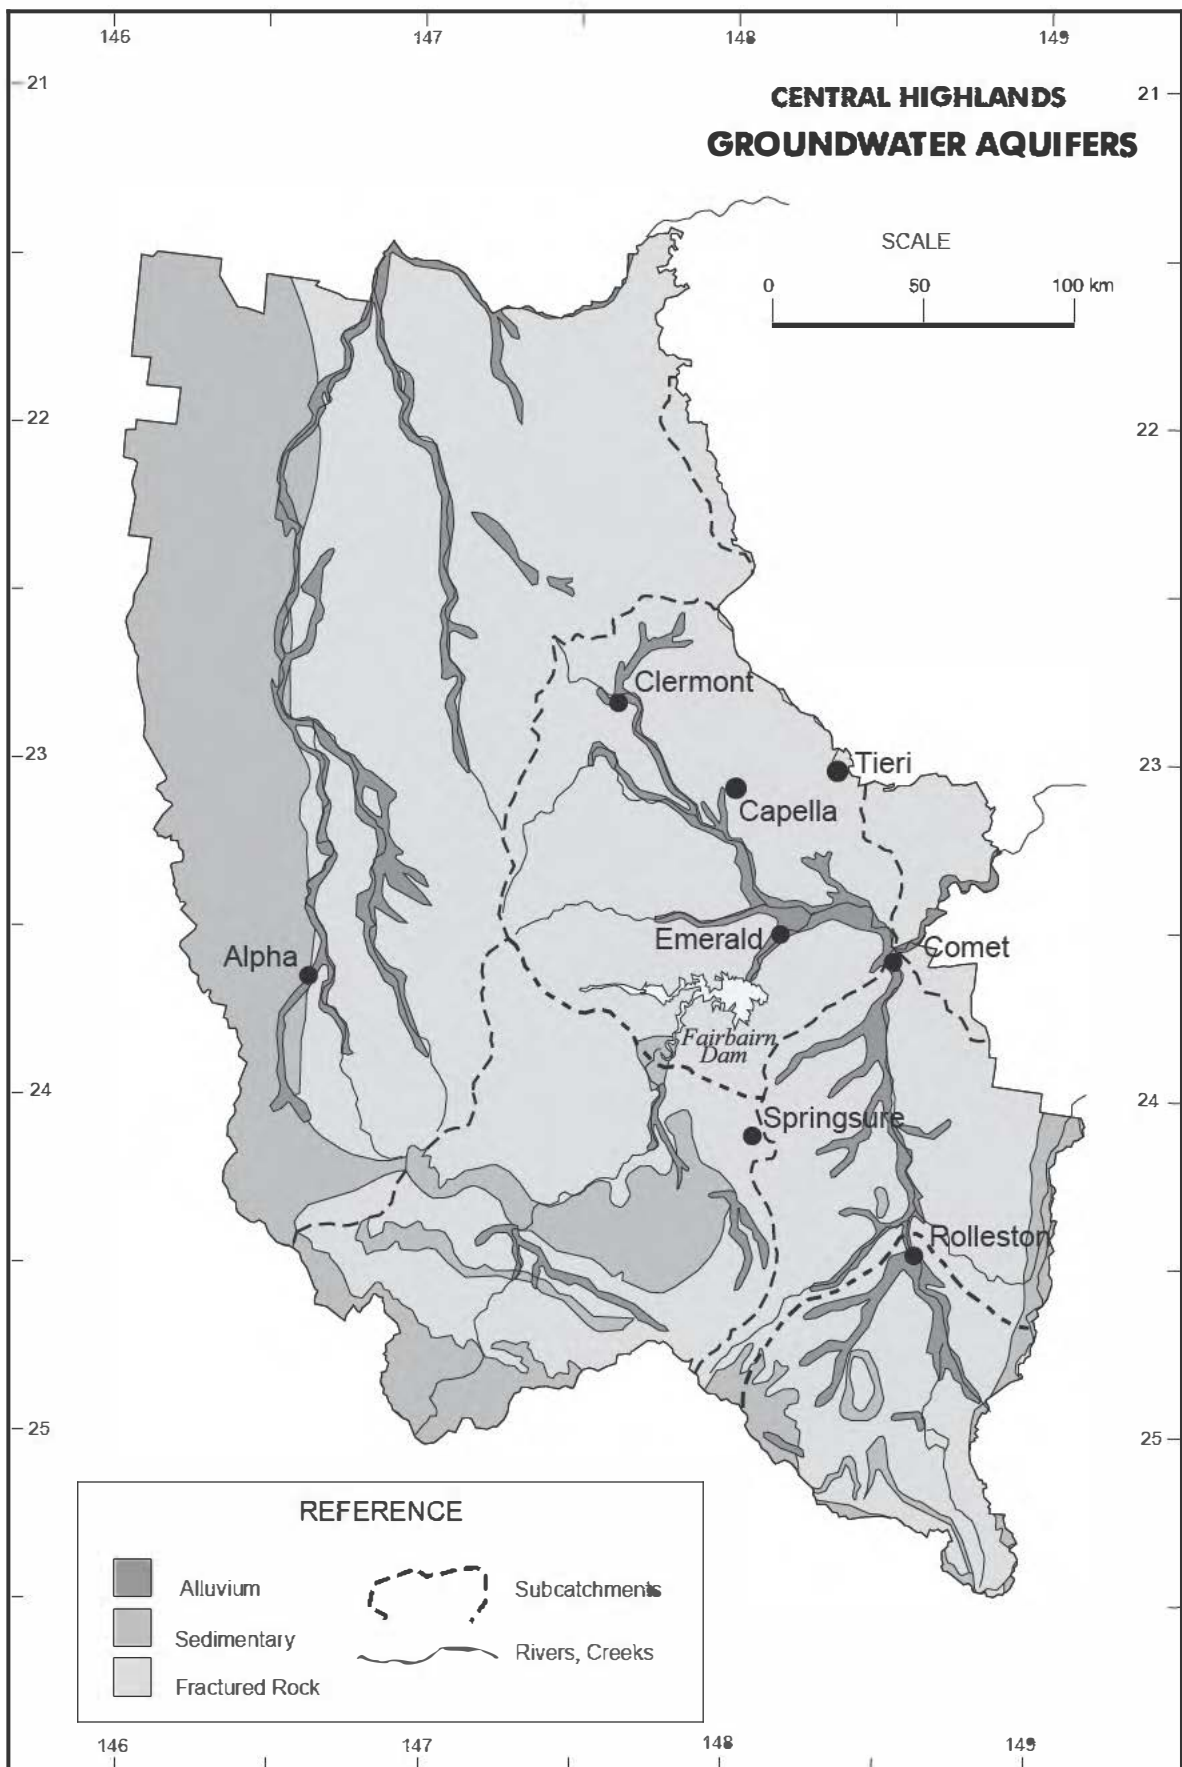 146 147 148 149
21 21
CENTRAL HIGHLANDS
GROUNDWATER AQUIFERS
SCALE
0 50 100 km
22 22
Clermont
23 23
Tieri
Capella
Emerald
Comet
Alpha
Fairbairn
Dam
24 24
Springsure
Rolleston
25 25
REFERENCE
Alluvium
Subcatchments
Sedimentary
Rivers, Creeks
Fractured Rock
146 147 148 149